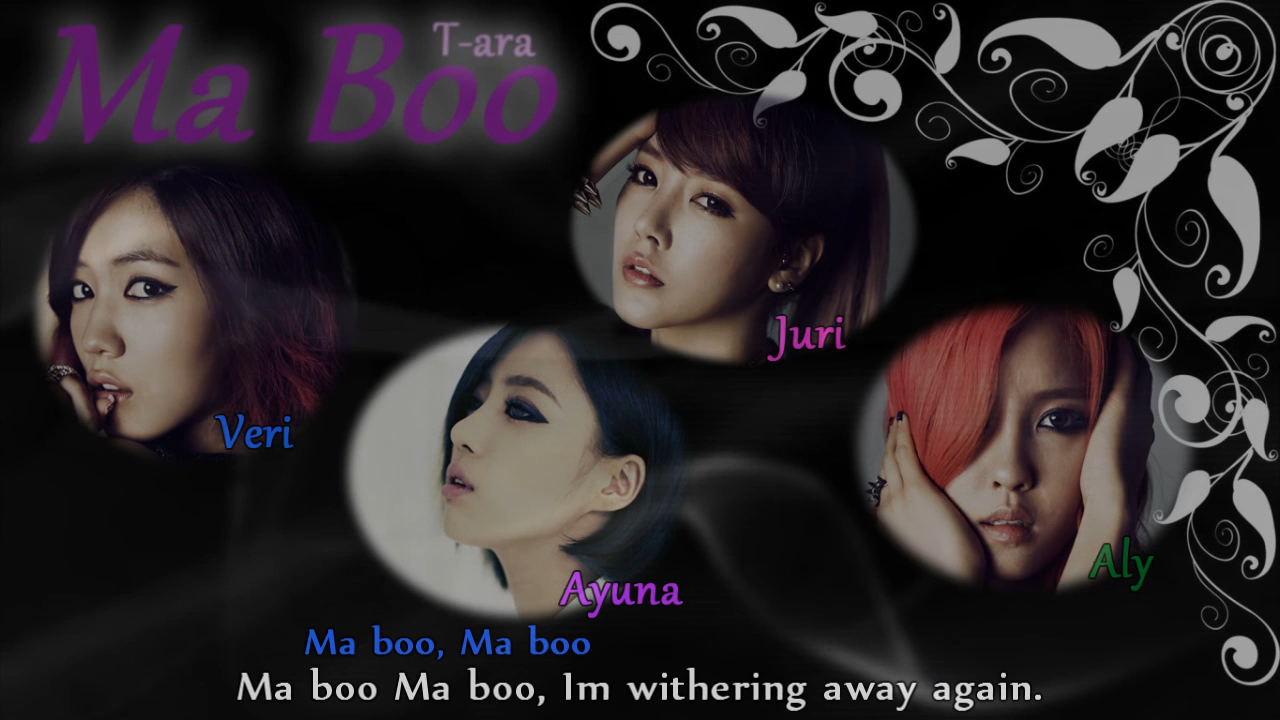 Ma Boo
T-ara
Juri
Veri
Aly
Ayuna
Ma boo, Ma boo
Ma boo Ma boo, Im withering away again.